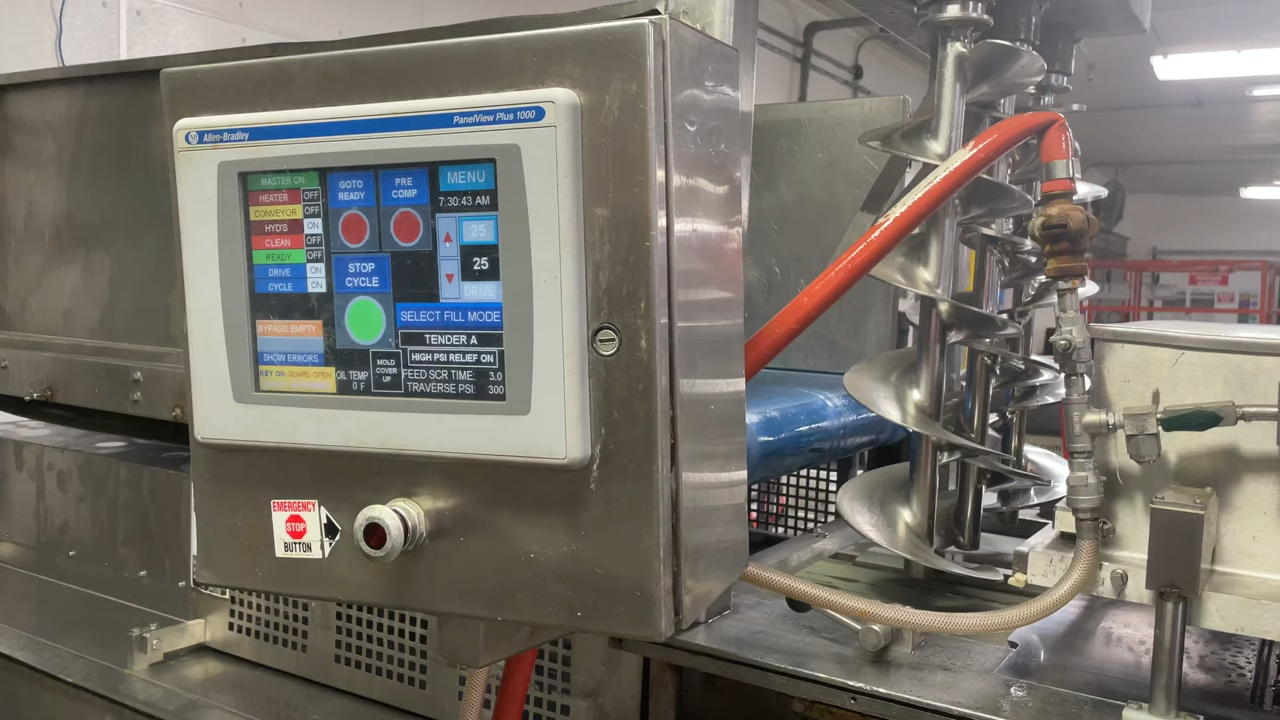 Allen-Bradley
PanelView Plus 1000
MASTER ON
HEATER OFF
CONVEYOR OFF
HYD'S ON
CLEAN OFF
READY OFF
DRIVE ON
CYCLE ON
BYPASS EMPTY
SHOW ERRORS
KEY ON GUARD OPEN
GOTO
READY
PRE
COMP
STOP
CYCLE
MENU
7:30:43 AM
25
25
DRIVE
SELECT FILL MODE
TENDER A
HIGH PSI RELIEF ON
OIL TEMP
0 F
MOLD
COVER
UP
FEED SCR TIME: 3.0
TRAVERSE PSI: 300
EMERGENCY
STOP
BUTTON